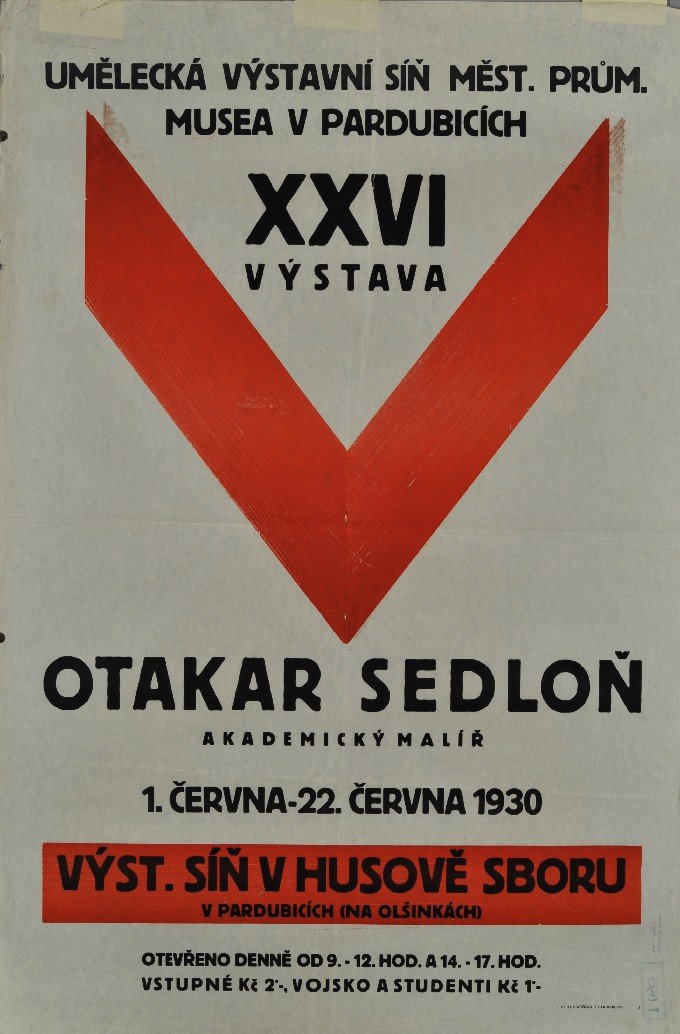 UMĚLECKÁ VÝSTAVNÍ SÍŇ MĚST. PRŮM.
MUSEA V PARDUBICÍCH
XXVI
VÝSTAVA
OTAKAR SEDLOŇ
AKADEMICKÝ MALÍŘ
1. ČERVNA-22. ČERVNA 1930
VÝST. SÍŇ V HUSOVĚ SBORU
V PARDUBICÍCH (NA OLŠINKÁCH)
OTEVŘENO DENNĚ OD 9.-12. HOD. A 14.-17. HOD.
VSTUPNÉ Kč 2·-, VOJSKO A STUDENTI Kč 1·-